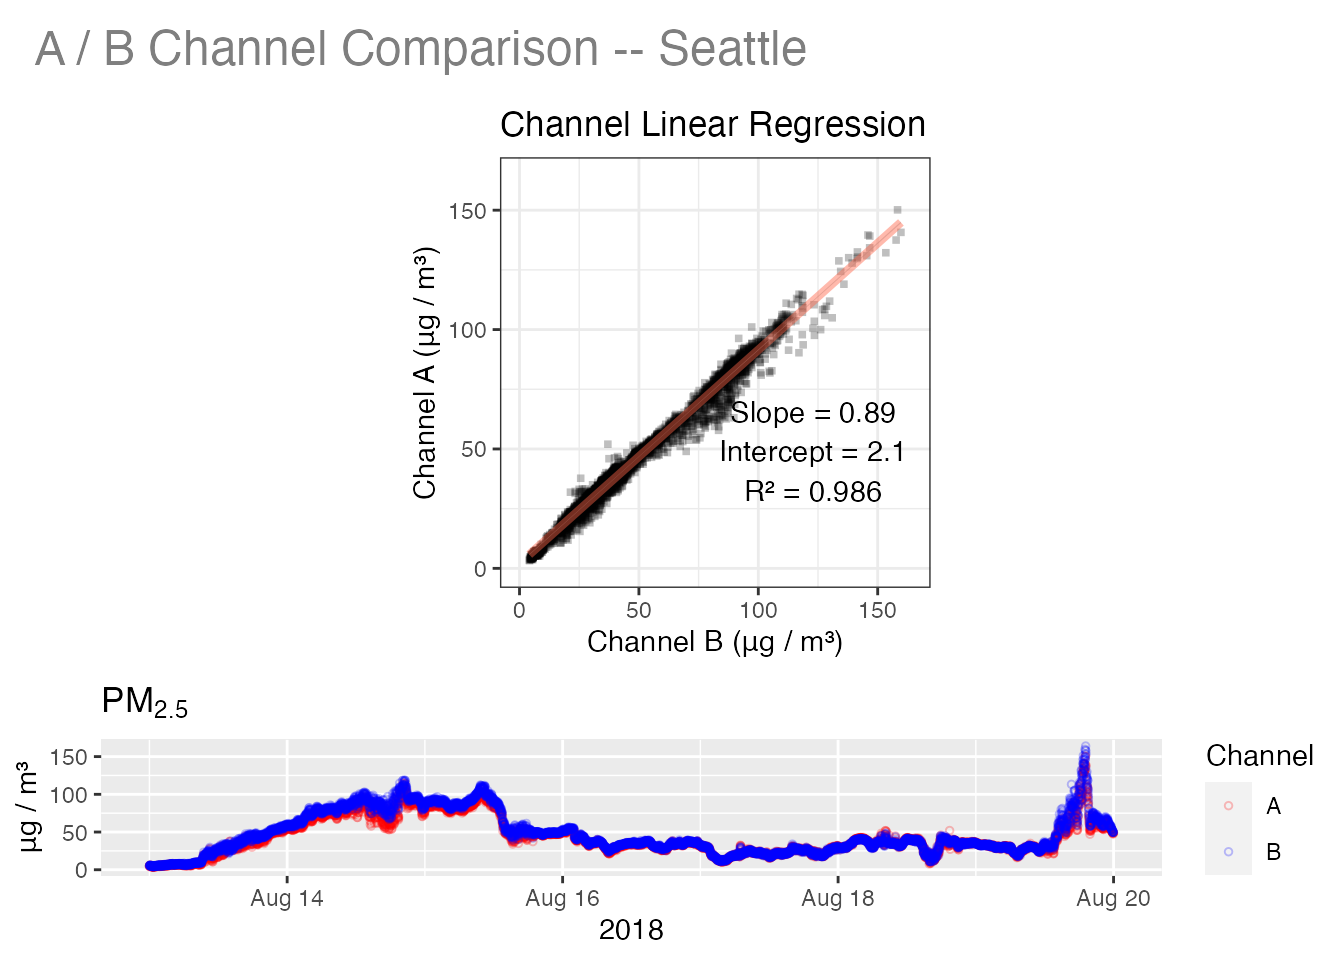 A / B Channel Comparison -- Seattle
Channel Linear Regression
Channel A (µg / m³)
150
100
50
0
Slope = 0.89
Intercept = 2.1
R² = 0.986
0 50 100 150
Channel B (µg / m³)
PM₂.₅
µg / m³
150
100
50
0
Aug 14 Aug 16 Aug 18 Aug 20
2018
Channel
A
B